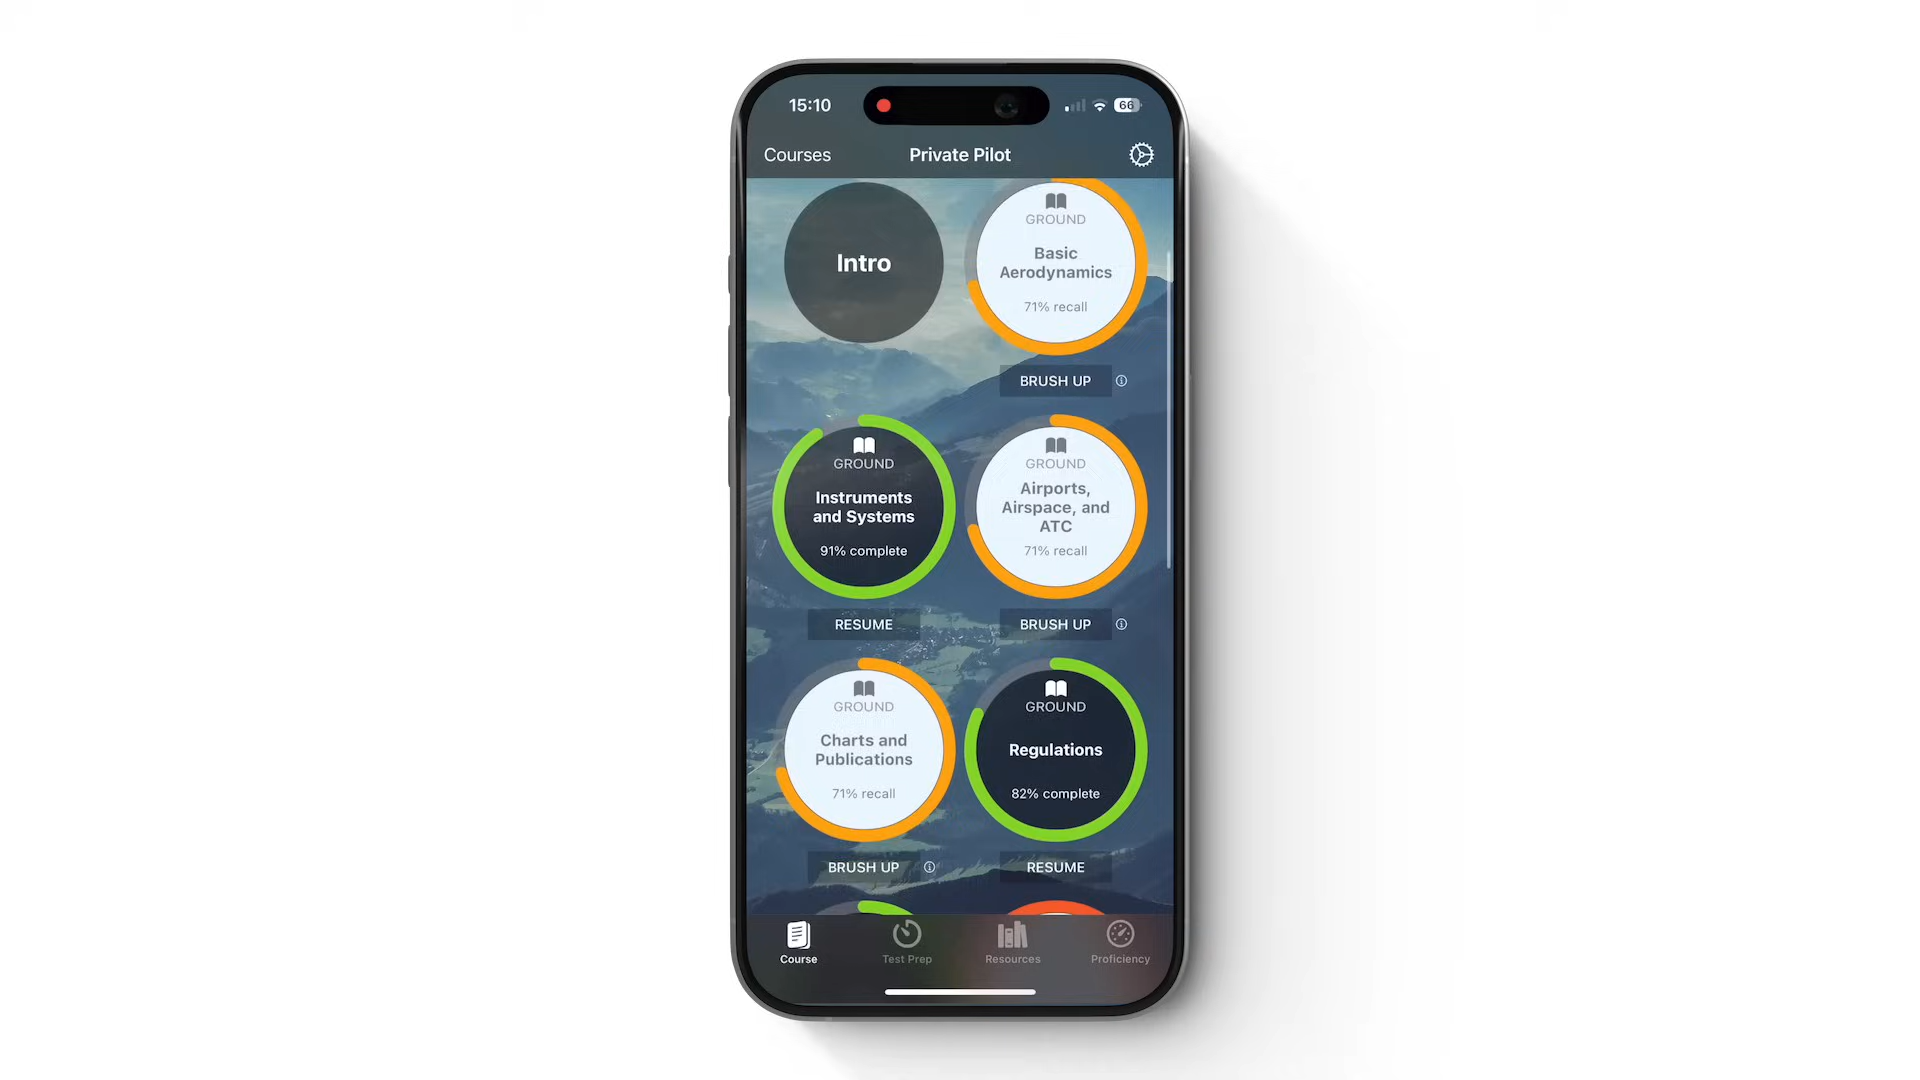 15:10
66
Courses
Private Pilot
Intro
GROUND
Basic
Aerodynamics
71% recall
BRUSH UP
GROUND
Instruments
and Systems
91% complete
RESUME
GROUND
Airports,
Airspace, and
ATC
71% recall
BRUSH UP
GROUND
Charts and
Publications
71% recall
BRUSH UP
GROUND
Regulations
82% complete
RESUME
Course
Test Prep
Resources
Proficiency